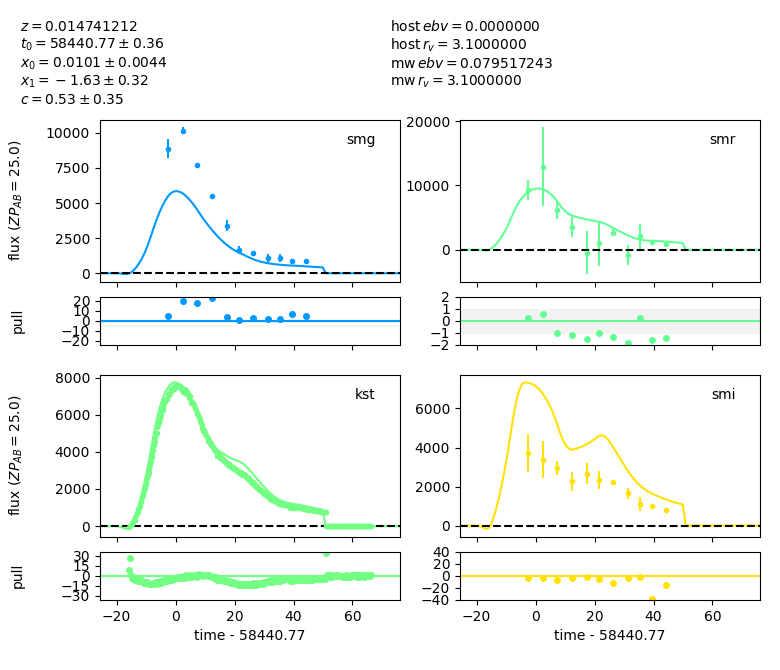 z = 0.014741212
t0 = 58440.77 ± 0.36
x0 = 0.0101 ± 0.0044
x1 = −1.63 ± 0.32
c = 0.53 ± 0.35
host ebv = 0.0000000
host rv = 3.1000000
mw ebv = 0.079517243
mw rv = 3.1000000
flux (ZPAB = 25.0)
10000
7500
5000
2500
0
smg
20000
10000
0
smr
pull
20
10
0
−10
−20
2
1
0
−1
−2
flux (ZPAB = 25.0)
8000
6000
4000
2000
0
kst
6000
4000
2000
0
smi
pull
30
15
0
−15
−30
40
20
0
−20
−40
−20 0 20 40 60
−20 0 20 40 60
time - 58440.77
time - 58440.77